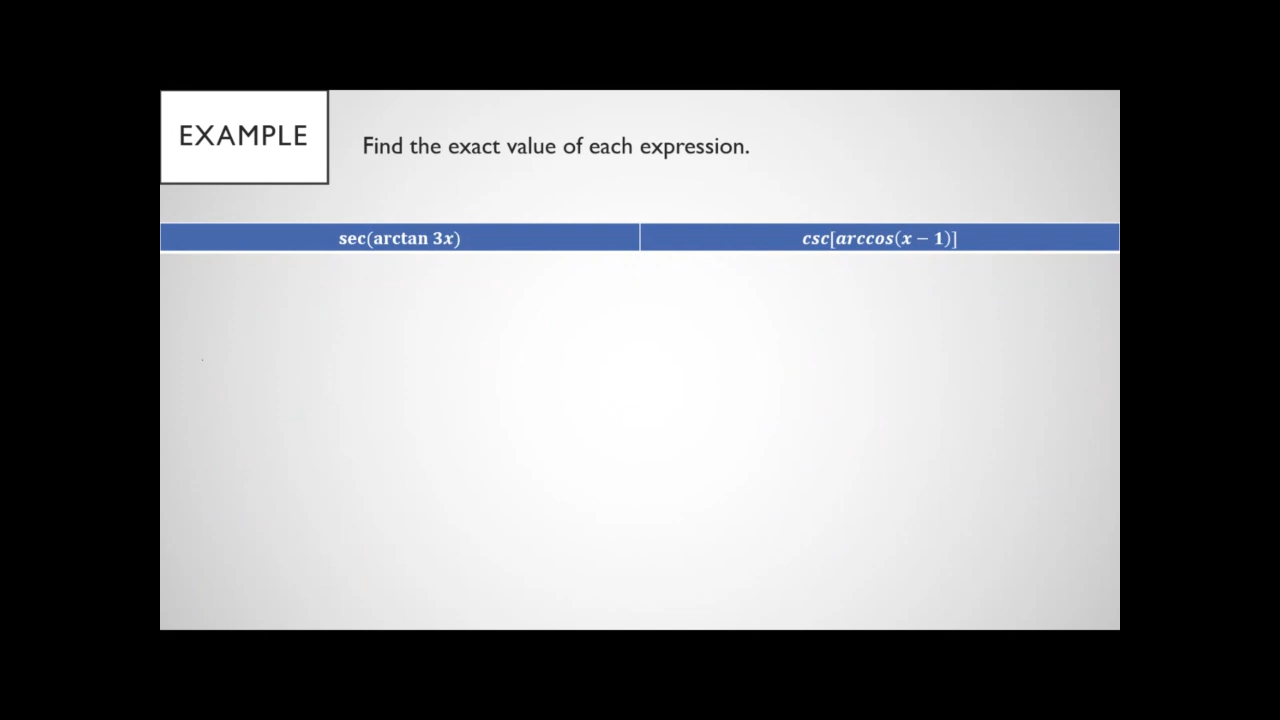 EXAMPLE
Find the exact value of each expression.
sec(arctan 3x)
csc[arccos(x − 1)]